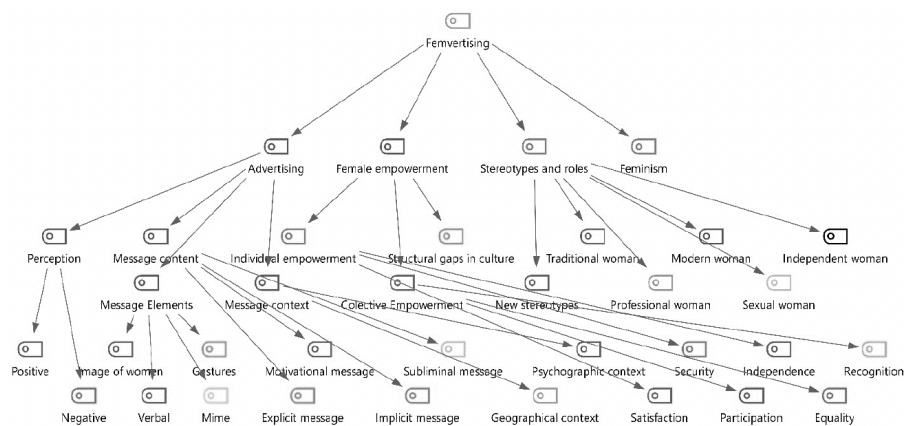 Femvertising
Advertising
Female empowerment
Stereotypes and roles
Feminism
Perception
Message content
Individual empowerment
Structural gaps in culture
Traditional woman
Modern woman
Independent woman
Message Elements
Message context
Colective Empowerment
New stereotypes
Professional woman
Sexual woman
Positive
Image of women
Gestures
Motivational message
Subliminal message
Psychographic context
Security
Independence
Recognition
Negative
Verbal
Mime
Explicit message
Implicit message
Geographical context
Satisfaction
Participation
Equality